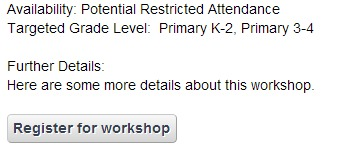 Availability: Potential Restricted Attendance
Targeted Grade Level:  Primary K-2, Primary 3-4
Further Details:
Here are some more details about this workshop.
Register for workshop